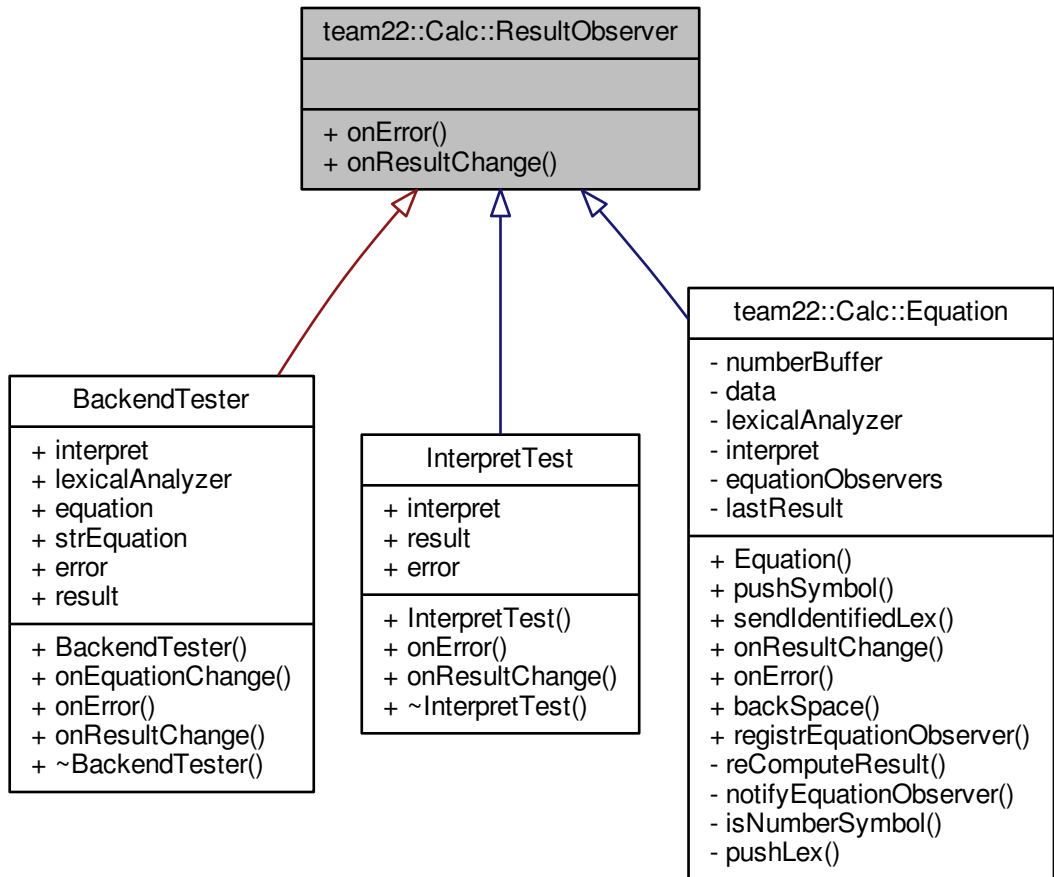 team22::Calc::ResultObserver
+ onError()
+ onResultChange()
BackendTester
+ interpret
+ lexicalAnalyzer
+ equation
+ strEquation
+ error
+ result
+ BackendTester()
+ onEquationChange()
+ onError()
+ onResultChange()
+ ~BackendTester()
InterpretTest
+ interpret
+ result
+ error
+ InterpretTest()
+ onError()
+ onResultChange()
+ ~InterpretTest()
team22::Calc::Equation
- numberBuffer
- data
- lexicalAnalyzer
- interpret
- equationObservers
- lastResult
+ Equation()
+ pushSymbol()
+ sendIdentifiedLex()
+ onResultChange()
+ onError()
+ backSpace()
+ registrEquationObserver()
- reComputeResult()
- notifyEquationObserver()
- isNumberSymbol()
- pushLex()